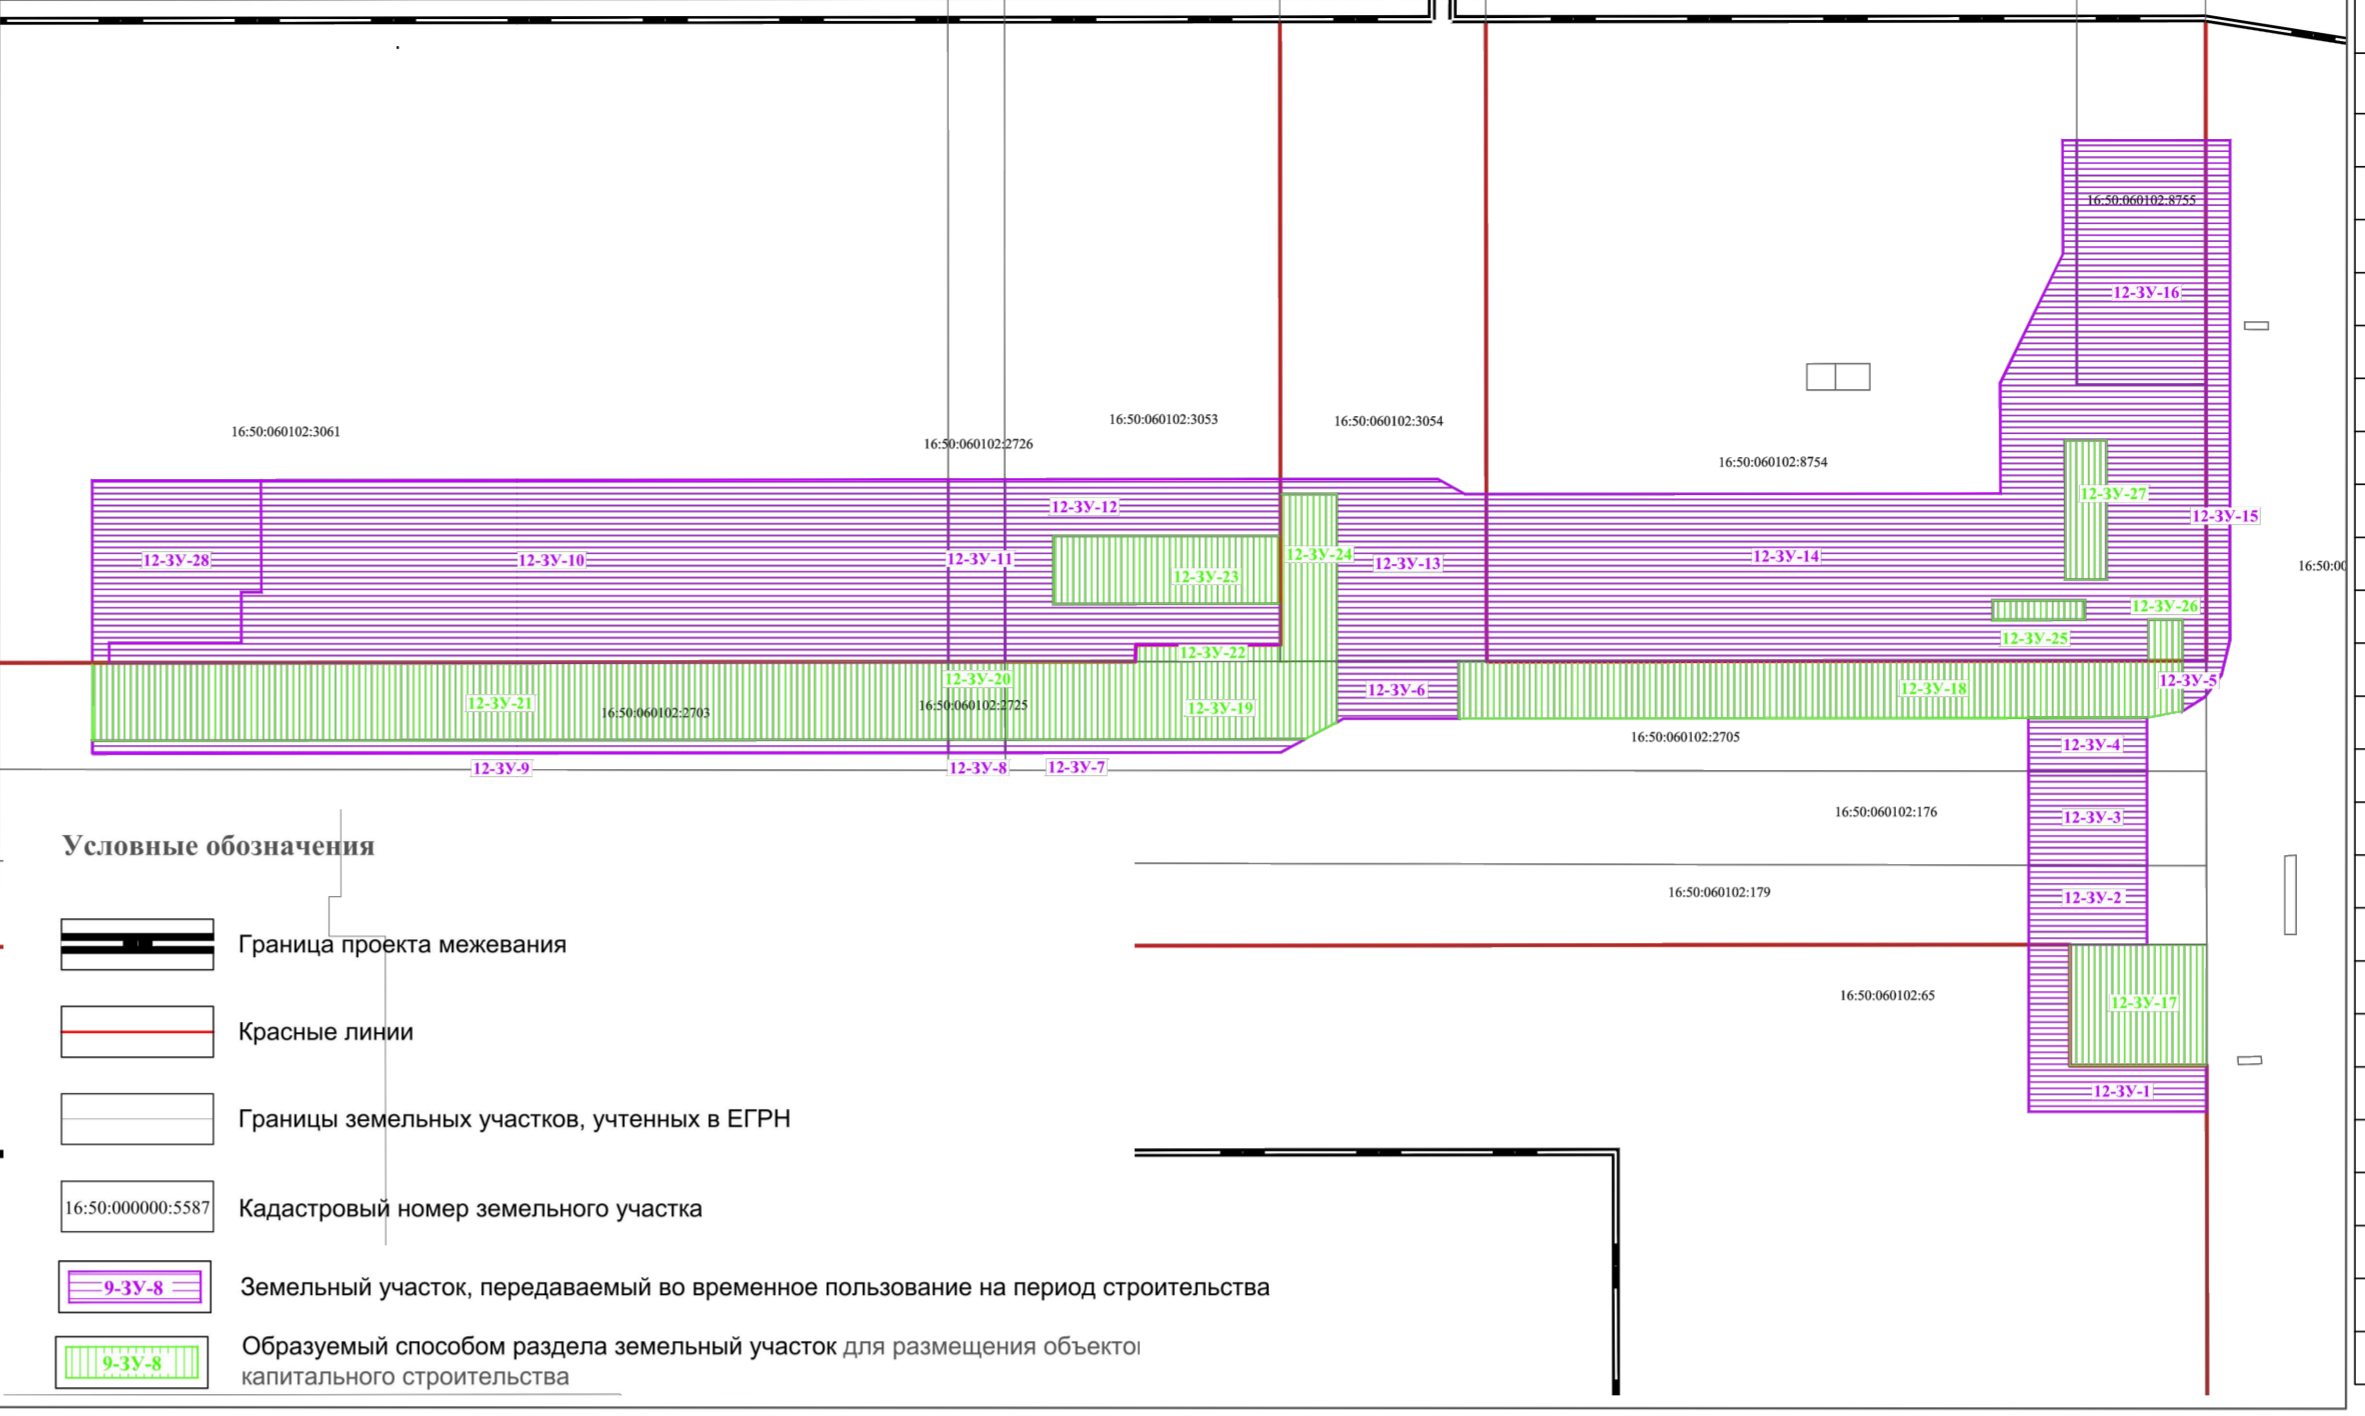 16:50:060102:8755
12-ЗУ-16
16:50:060102:3061
16:50:060102:2726
16:50:060102:3053
16:50:060102:3054
16:50:060102:8754
12-ЗУ-12
12-ЗУ-27
12-ЗУ-15
12-ЗУ-28
12-ЗУ-10
12-ЗУ-11
12-ЗУ-23
12-ЗУ-24
12-ЗУ-13
12-ЗУ-14
16:50:00
12-ЗУ-26
12-ЗУ-25
12-ЗУ-22
12-ЗУ-20
12-ЗУ-6
12-ЗУ-18
12-ЗУ-5
12-ЗУ-21
16:50:060102:2703
16:50:060102:2725
12-ЗУ-19
16:50:060102:2705
12-ЗУ-4
12-ЗУ-9
12-ЗУ-8
12-ЗУ-7
16:50:060102:176
12-ЗУ-3
16:50:060102:179
12-ЗУ-2
16:50:060102:65
12-ЗУ-17
12-ЗУ-1
Условные обозначения
Граница проекта межевания
Красные линии
Границы земельных участков, учтенных в ЕГРН
16:50:000000:5587 Кадастровый номер земельного участка
9-ЗУ-8 Земельный участок, передаваемый во временное пользование на период строительства
9-ЗУ-8 Образуемый способом раздела земельный участок для размещения объекто
капитального строительства